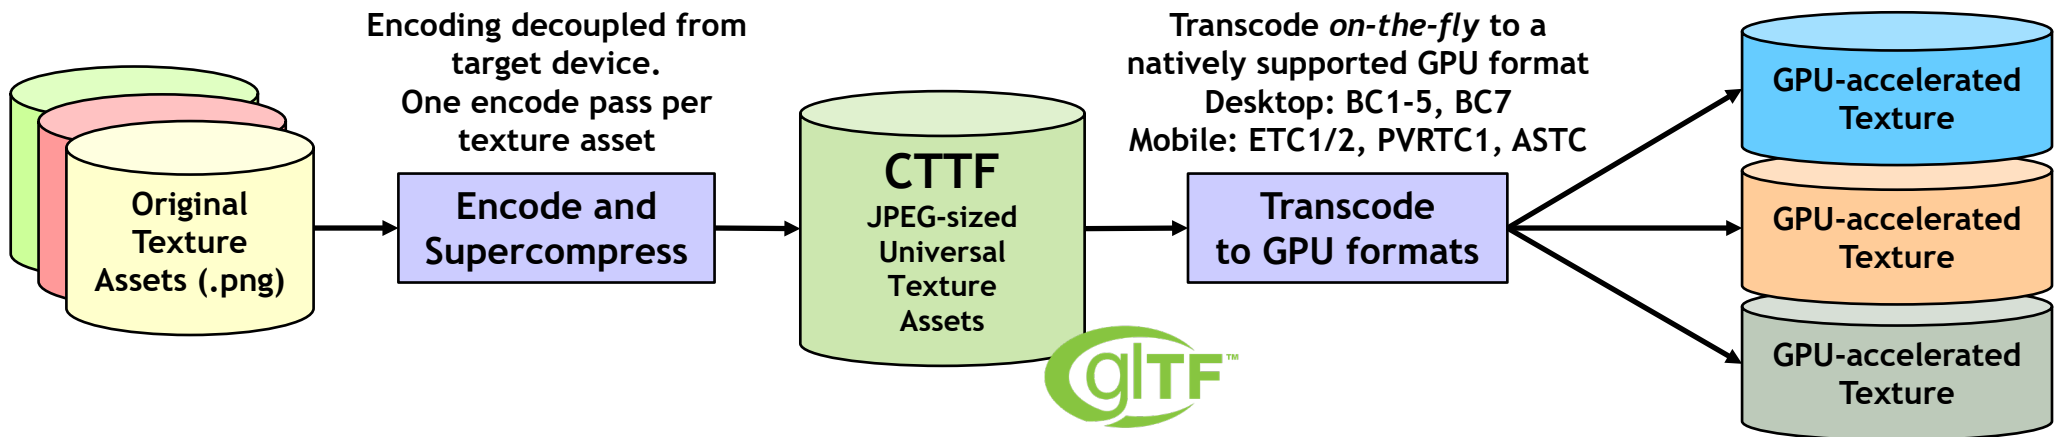 Original
Texture
Assets (.png)
Encoding decoupled from
target device.
One encode pass per
texture asset
Encode and
Supercompress
CTTF
JPEG-sized
Universal
Texture
Assets
glTF™
Transcode on-the-fly to a
natively supported GPU format
Desktop: BC1-5, BC7
Mobile: ETC1/2, PVRTC1, ASTC
Transcode
to GPU formats
GPU-accelerated
Texture
GPU-accelerated
Texture
GPU-accelerated
Texture